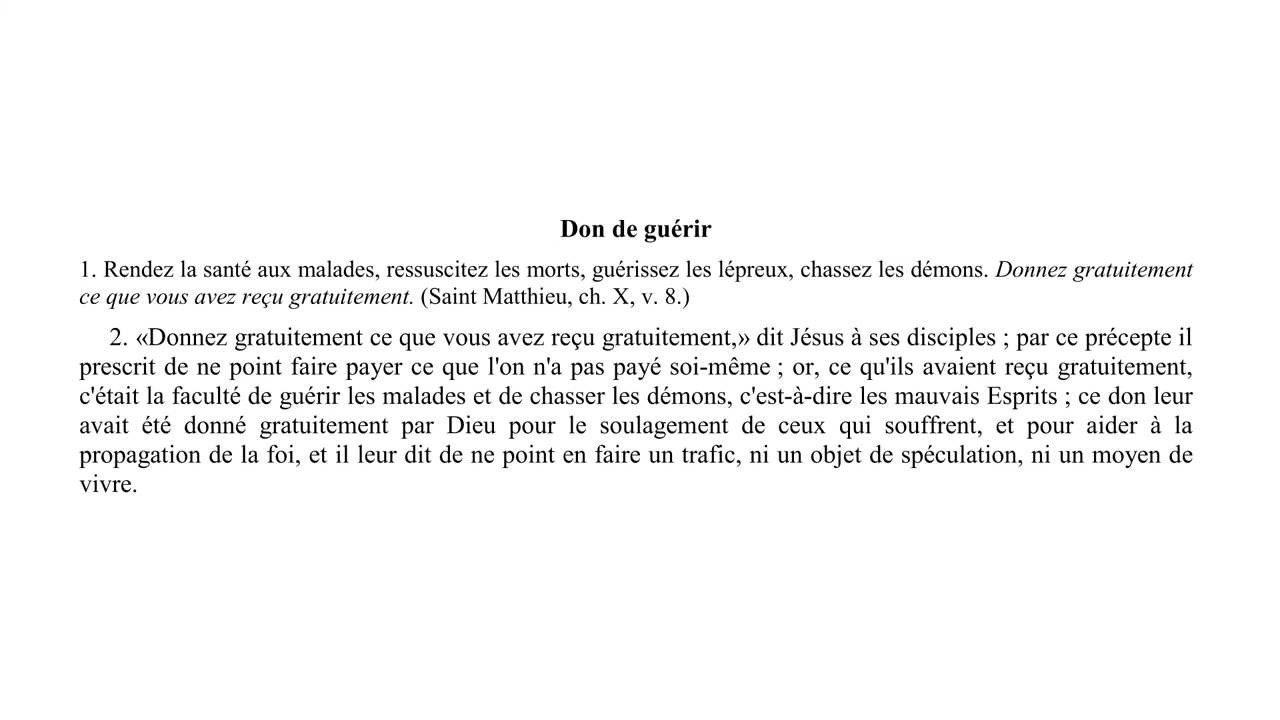 Don de guérir
1. Rendez la santé aux malades, ressuscitez les morts, guérissez les lépreux, chassez les démons. Donnez gratuitement
ce que vous avez reçu gratuitement. (Saint Matthieu, ch. X, v. 8.)
2. «Donnez gratuitement ce que vous avez reçu gratuitement,» dit Jésus à ses disciples ; par ce précepte il
prescrit de ne point faire payer ce que l'on n'a pas payé soi-même ; or, ce qu'ils avaient reçu gratuitement,
c'était la faculté de guérir les malades et de chasser les démons, c'est-à-dire les mauvais Esprits ; ce don leur
avait été donné gratuitement par Dieu pour le soulagement de ceux qui souffrent, et pour aider à la
propagation de la foi, et il leur dit de ne point en faire un trafic, ni un objet de spéculation, ni un moyen de
vivre.